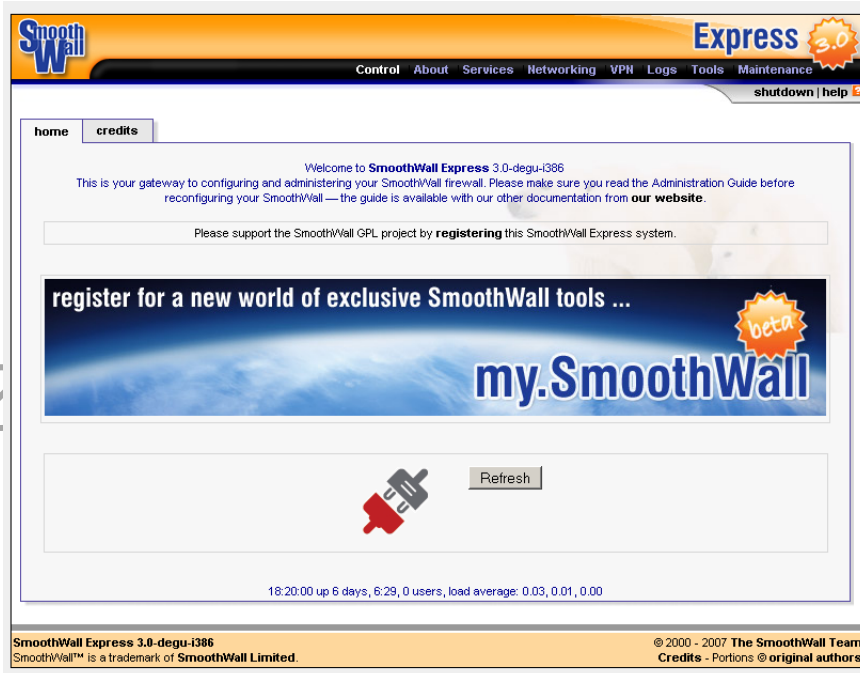 Smooth
Wall
Express 3.0
Control About Services Networking VPN Logs Tools Maintenance
shutdown | help ?
home credits
Welcome to SmoothWall Express 3.0-degu-i386
This is your gateway to configuring and administering your SmoothWall firewall. Please make sure you read the Administration Guide before
reconfiguring your SmoothWall — the guide is available with our other documentation from our website.
Please support the SmoothWall GPL project by registering this SmoothWall Express system.
register for a new world of exclusive SmoothWall tools ...
beta
my.SmoothWall
Refresh
18:20:00 up 6 days, 6:29, 0 users, load average: 0.03, 0.01, 0.00
SmoothWall Express 3.0-degu-i386
SmoothWall™ is a trademark of SmoothWall Limited.
© 2000 - 2007 The SmoothWall Team
Credits - Portions © original authors